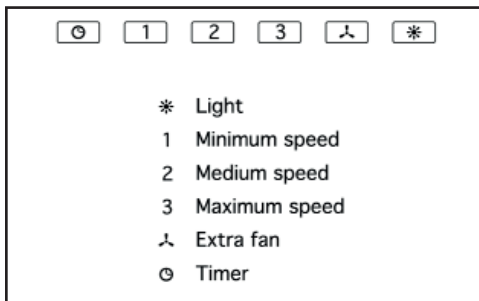 1 2 3
Light
1 Minimum speed
2 Medium speed
3 Maximum speed
Extra fan
Timer